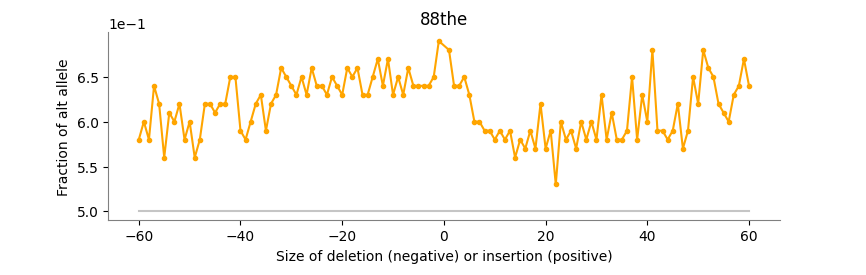 88the
1e−1
Fraction of alt allele
6.5
6.0
5.5
5.0
−60 −40 −20 0 20 40 60
Size of deletion (negative) or insertion (positive)